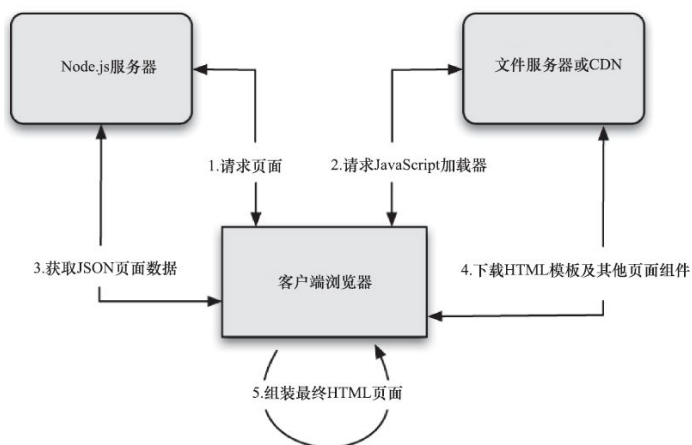 Node.js服务器
文件服务器或CDN
1.请求页面
2.请求JavaScript加载器
3.获取JSON页面数据
客户端浏览器
4.下载HTML模板及其他页面组件
5.组装最终HTML页面